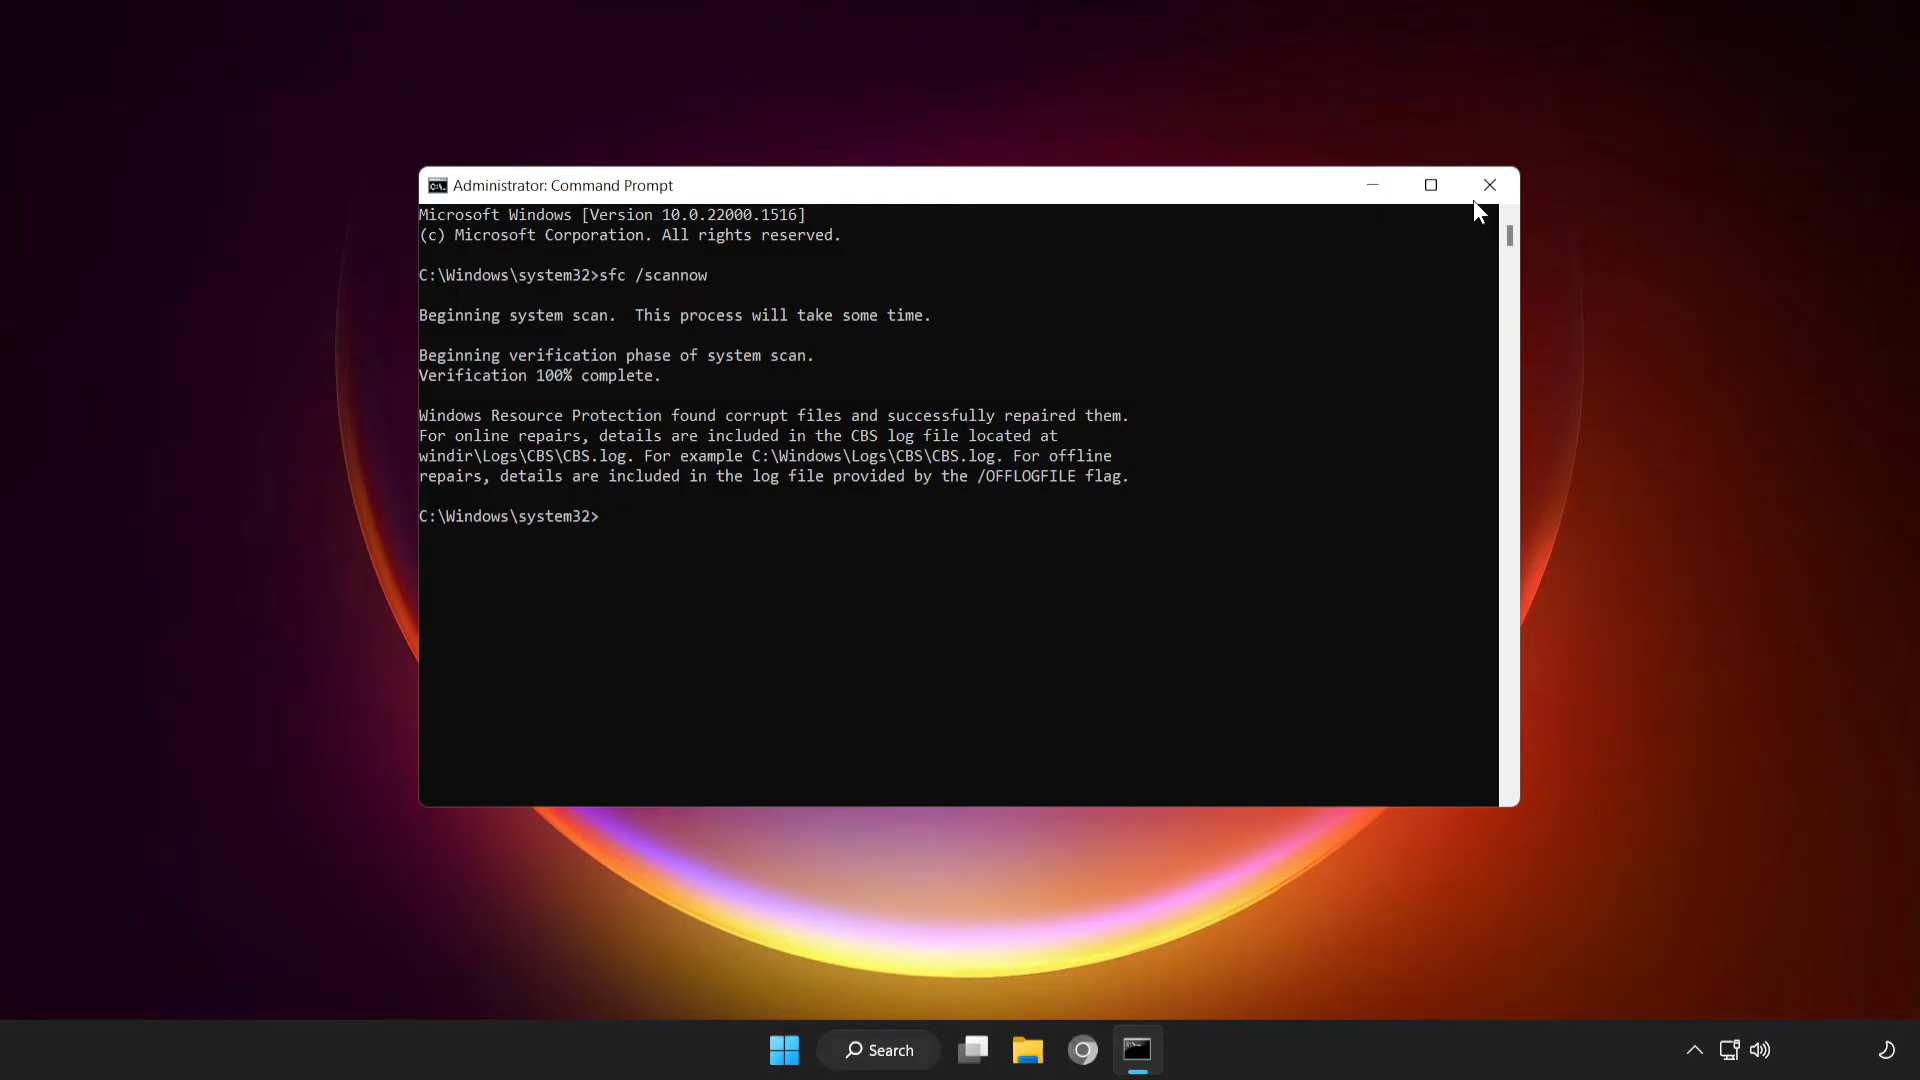 Administrator: Command Prompt
Microsoft Windows [Version 10.0.22000.1516]
(c) Microsoft Corporation. All rights reserved.
C:\Windows\system32>sfc /scannow
Beginning system scan.  This process will take some time.
Beginning verification phase of system scan.
Verification 100% complete.
Windows Resource Protection found corrupt files and successfully repaired them.
For online repairs, details are included in the CBS log file located at
windir\Logs\CBS\CBS.log. For example C:\Windows\Logs\CBS\CBS.log. For offline
repairs, details are included in the log file provided by the /OFFLOGFILE flag.
C:\Windows\system32>
Search